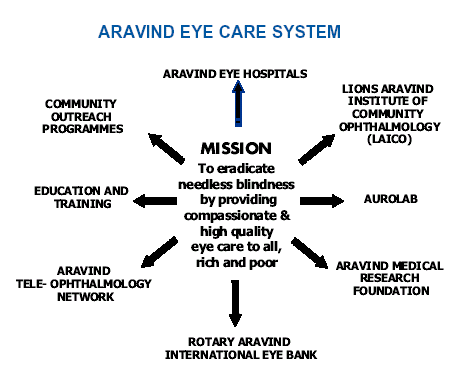 ARAVIND EYE CARE SYSTEM
ARAVIND EYE HOSPITALS
LIONS ARAVIND
INSTITUTE OF
COMMUNITY
OPHTHALMOLOGY
(LAICO)
COMMUNITY
OUTREACH
PROGRAMMES
MISSION
To eradicate
needless blindness
by providing
compassionate &
high quality
eye care to all,
rich and poor
EDUCATION AND
TRAINING
AUROLAB
ARAVIND
TELE- OPHTHALMOLOGY
NETWORK
ARAVIND MEDICAL
RESEARCH
FOUNDATION
ROTARY ARAVIND
INTERNATIONAL EYE BANK